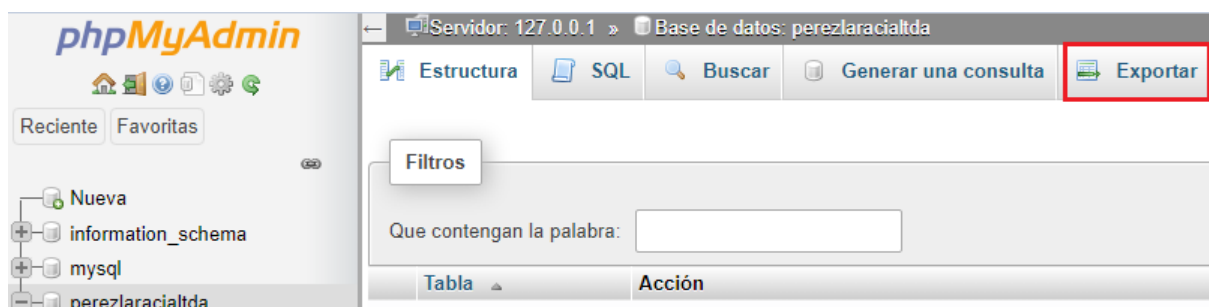 phpMyAdmin
Reciente Favoritas
Nueva
information_schema
mysql
perezlaracialtda
← Servidor: 127.0.0.1 » Base de datos: perezlaracialtda
Estructura SQL Buscar Generar una consulta Exportar
Filtros
Que contengan la palabra:
Tabla Acción